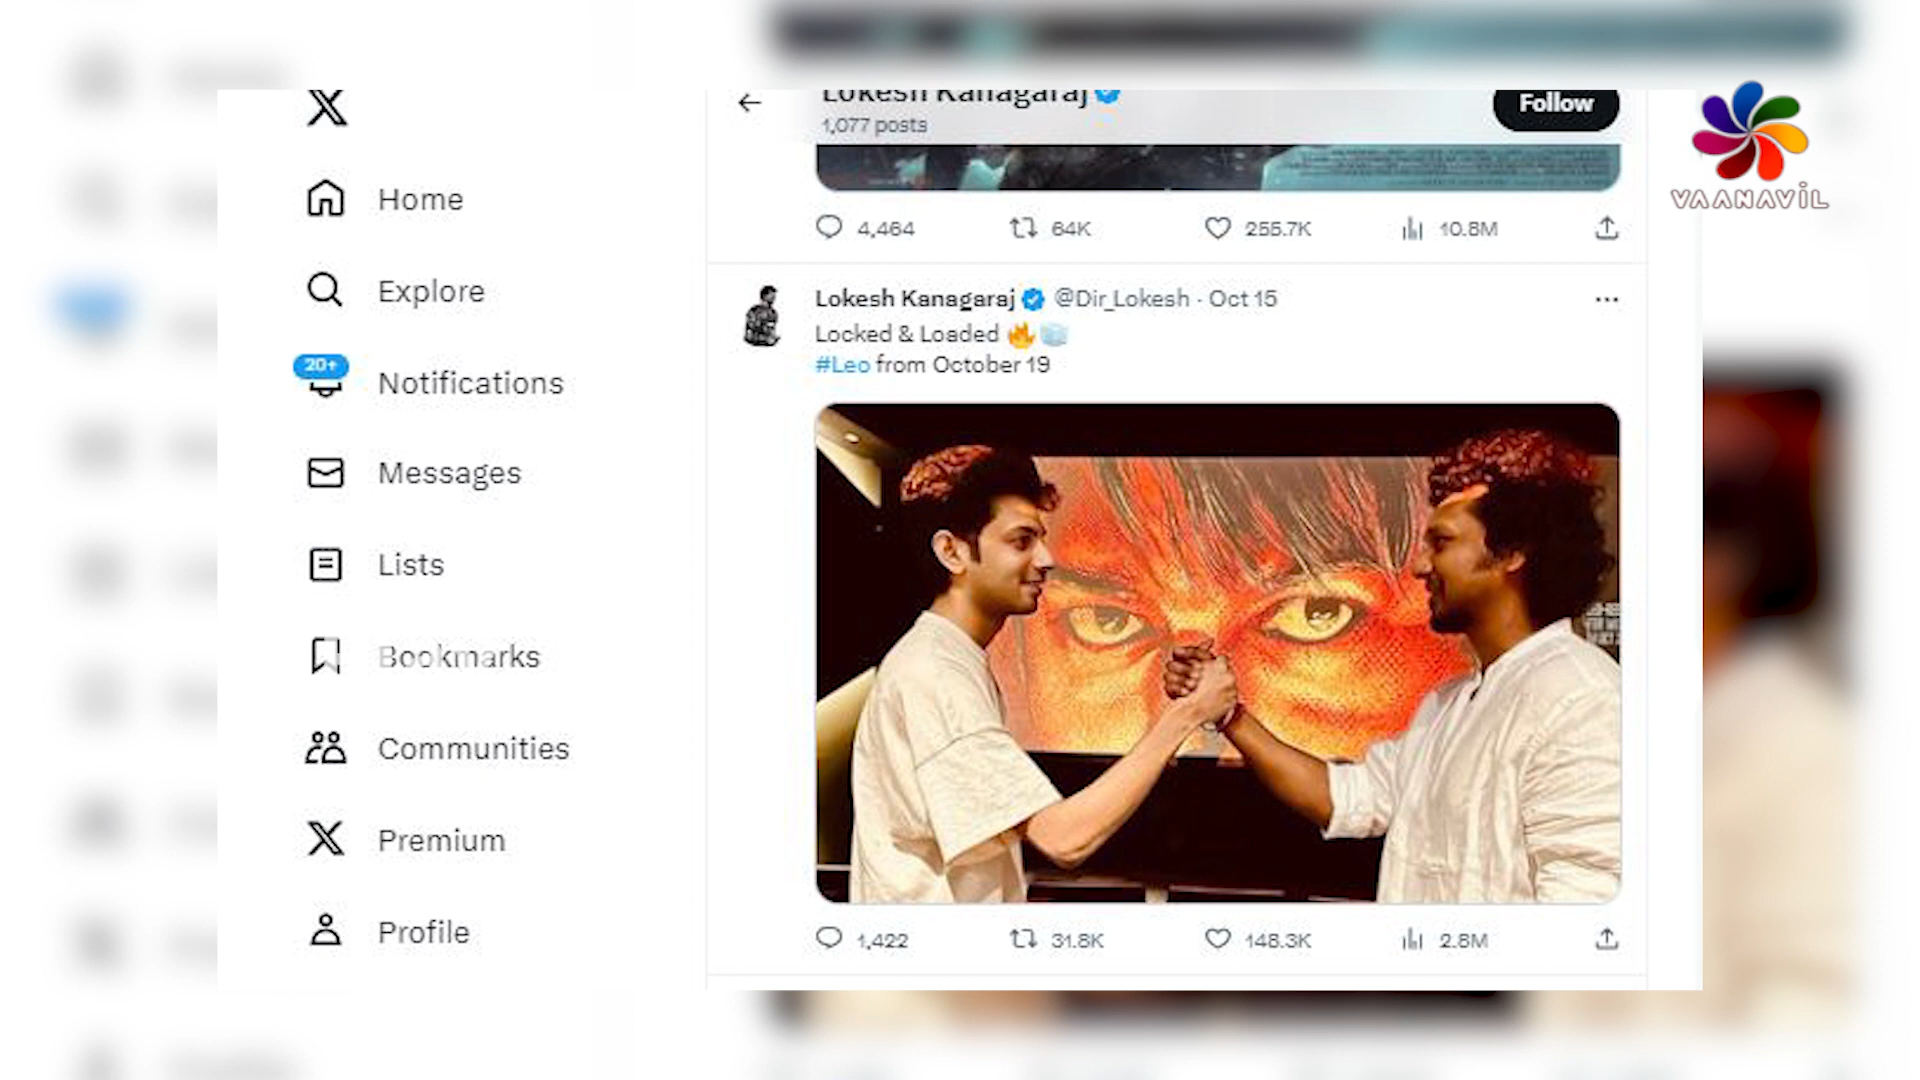 Lokesh Kanagaraj
1,077 posts
Follow
VAANAVIL
Home
Explore
20+
Notifications
Messages
Lists
Bookmarks
Communities
Premium
Profile
4,464 64K 255.7K 10.8M
Lokesh Kanagaraj @Dir_Lokesh · Oct 15
Locked & Loaded 🔥🧊
#Leo from October 19
1,422 31.8K 148.3K 2.8M